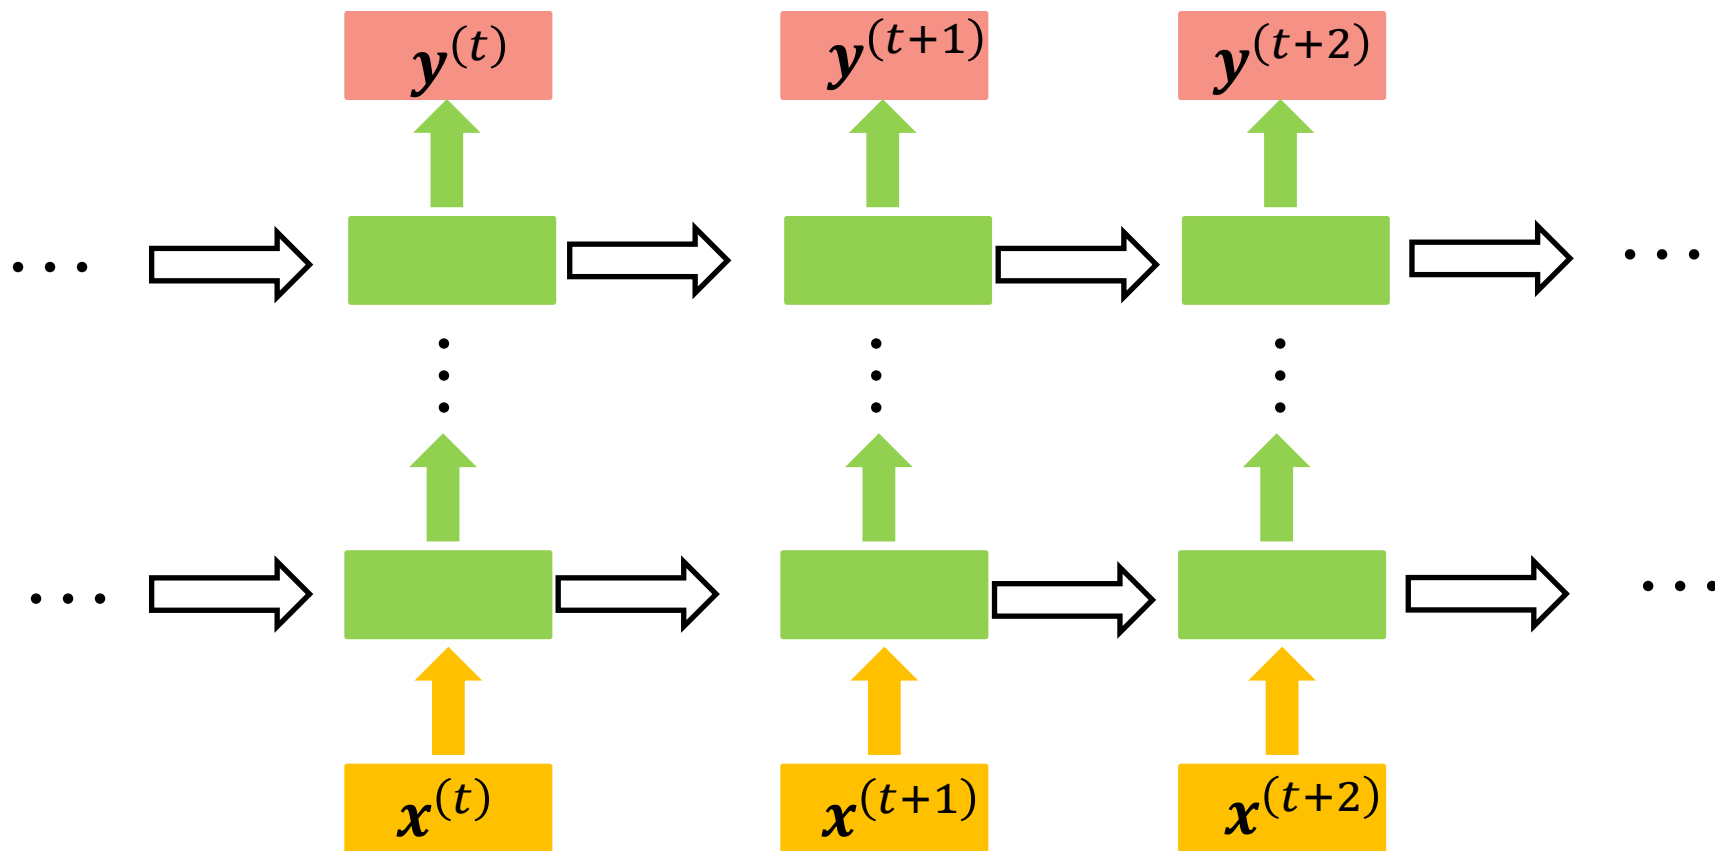 y^(t) y^(t+1) y^(t+2)
... ...
... ...
x^(t) x^(t+1) x^(t+2)